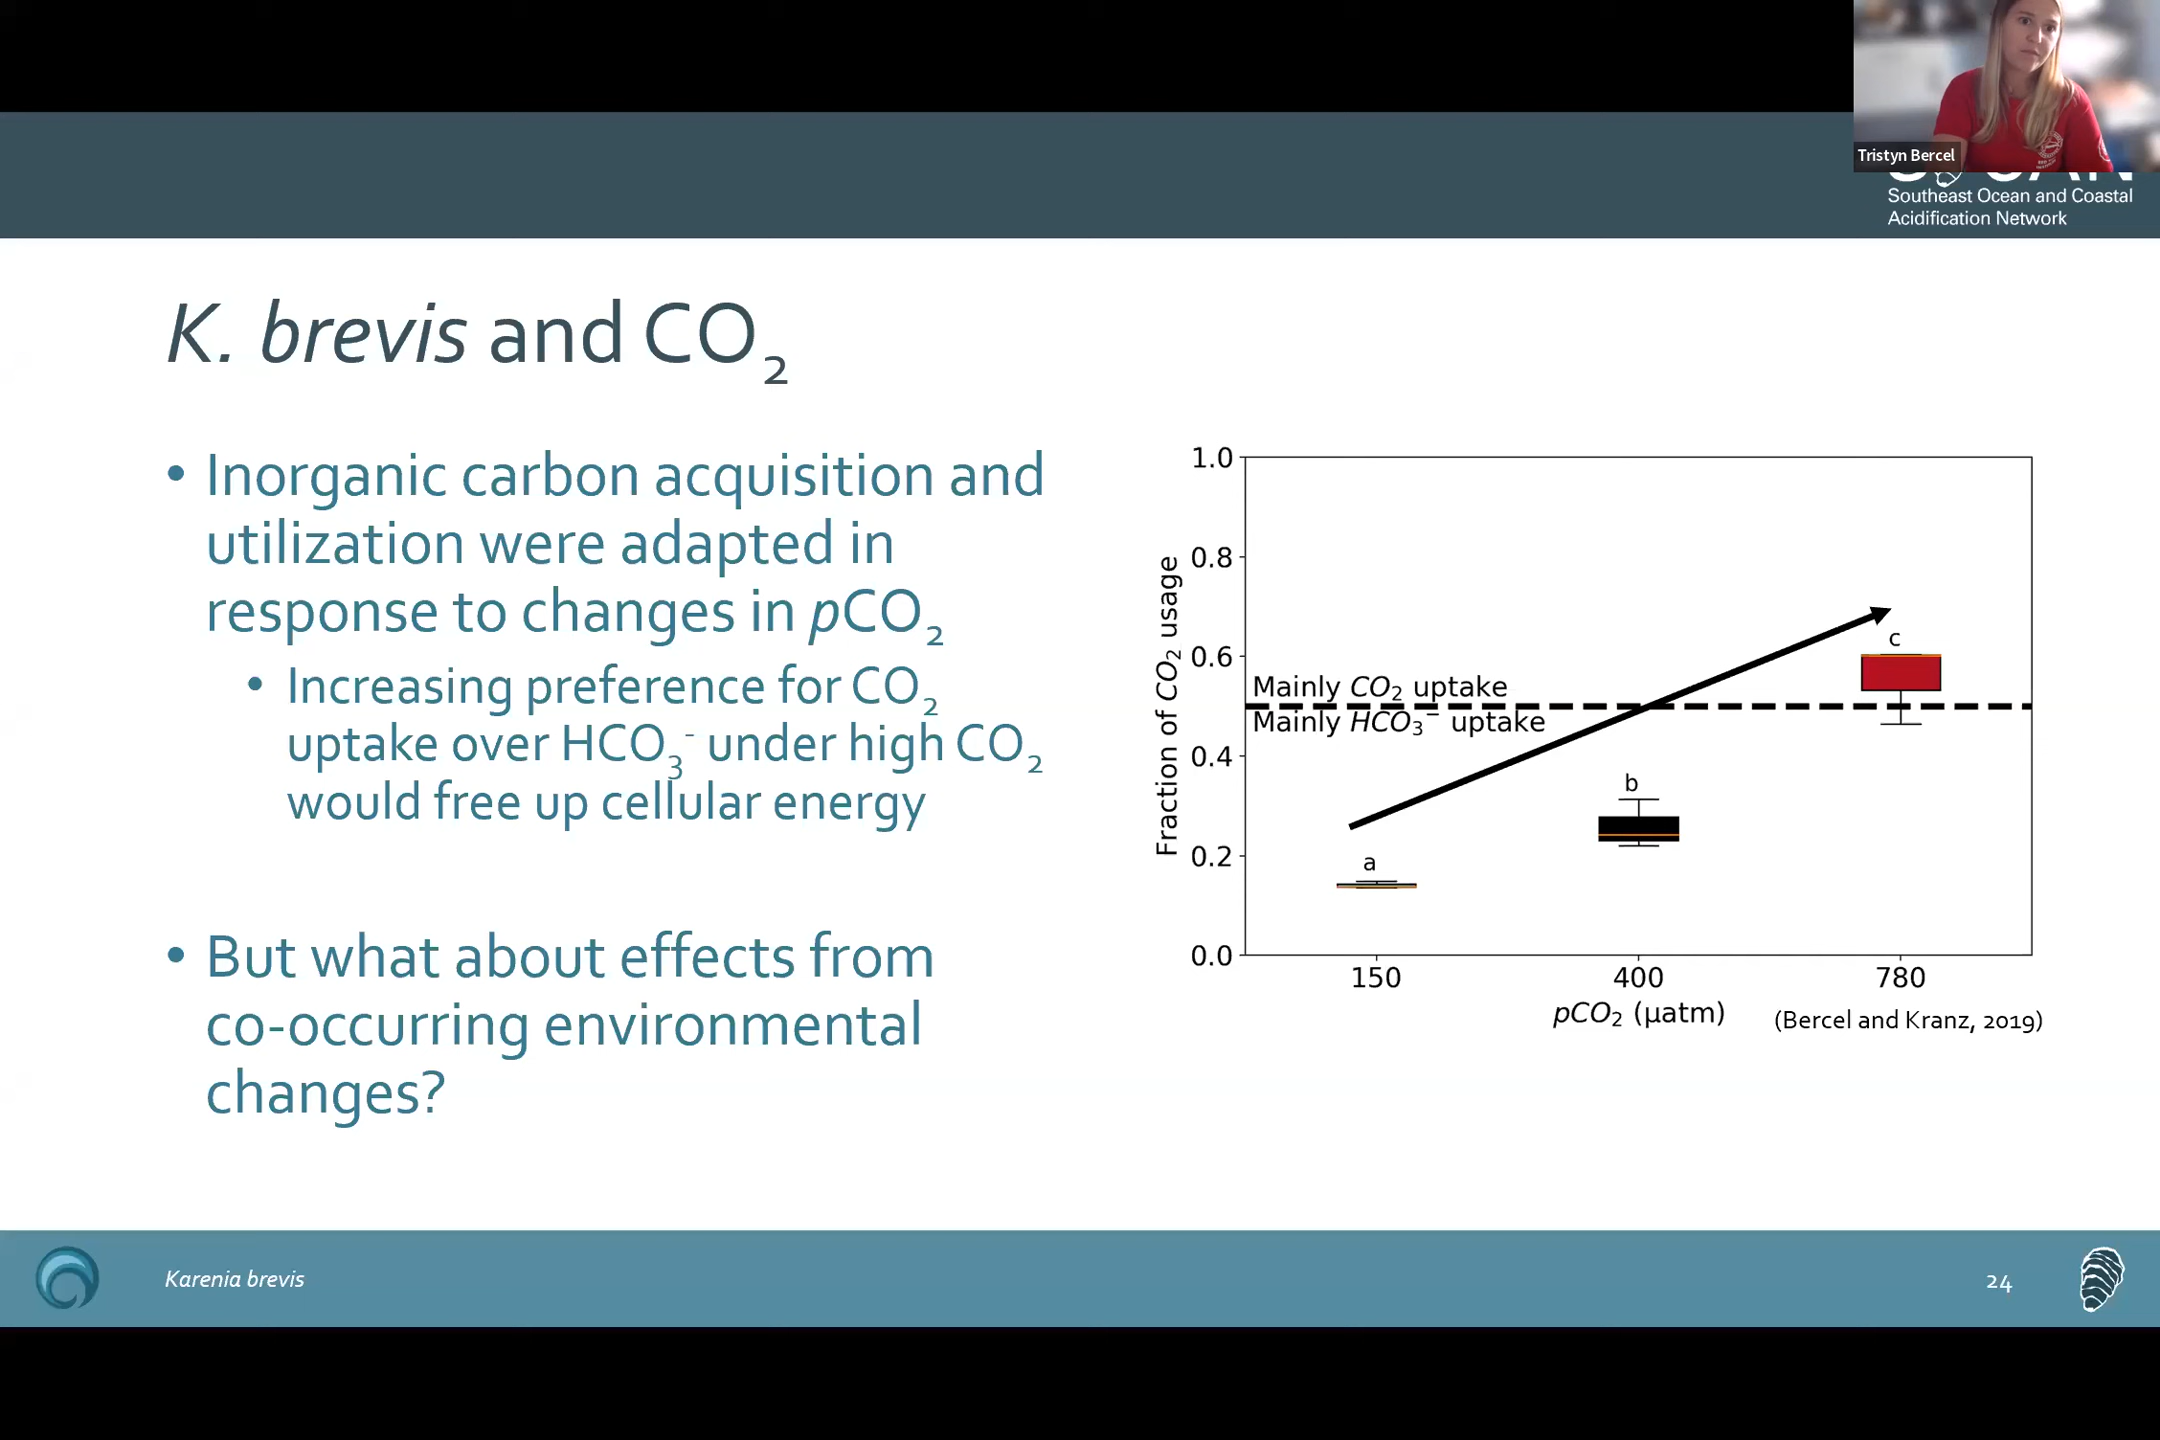 Tristyn Bercel
Southeast Ocean and Coastal
Acidification Network
K. brevis and CO₂
• Inorganic carbon acquisition and
utilization were adapted in
response to changes in pCO₂
• Increasing preference for CO₂
uptake over HCO₃⁻ under high CO₂
would free up cellular energy
• But what about effects from
co-occurring environmental
changes?
Fraction of CO₂ usage
1.0
0.8
0.6
0.4
0.2
0.0
Mainly CO₂ uptake
Mainly HCO₃⁻ uptake
a
b
c
150 400 780
pCO₂ (µatm)
(Bercel and Kranz, 2019)
Karenia brevis
24